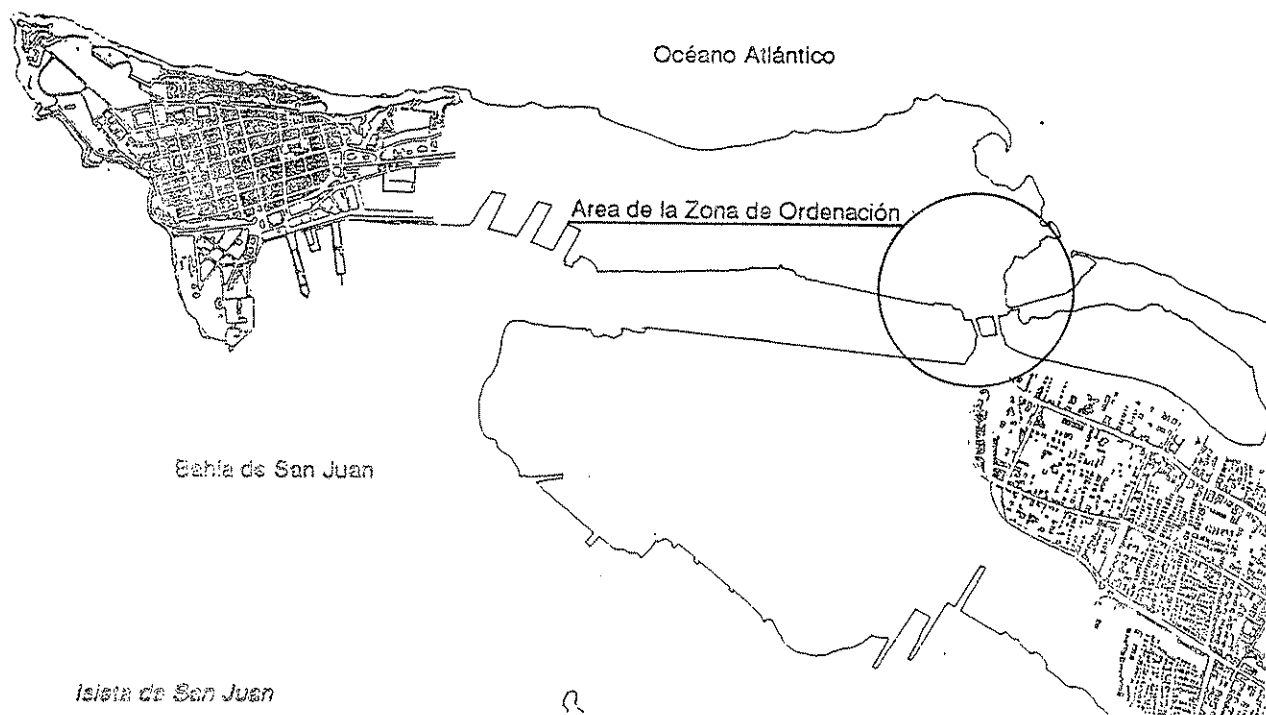 Océano Atlántico
Area de la Zona de Ordenación
Bahía de San Juan
Isleta de San Juan